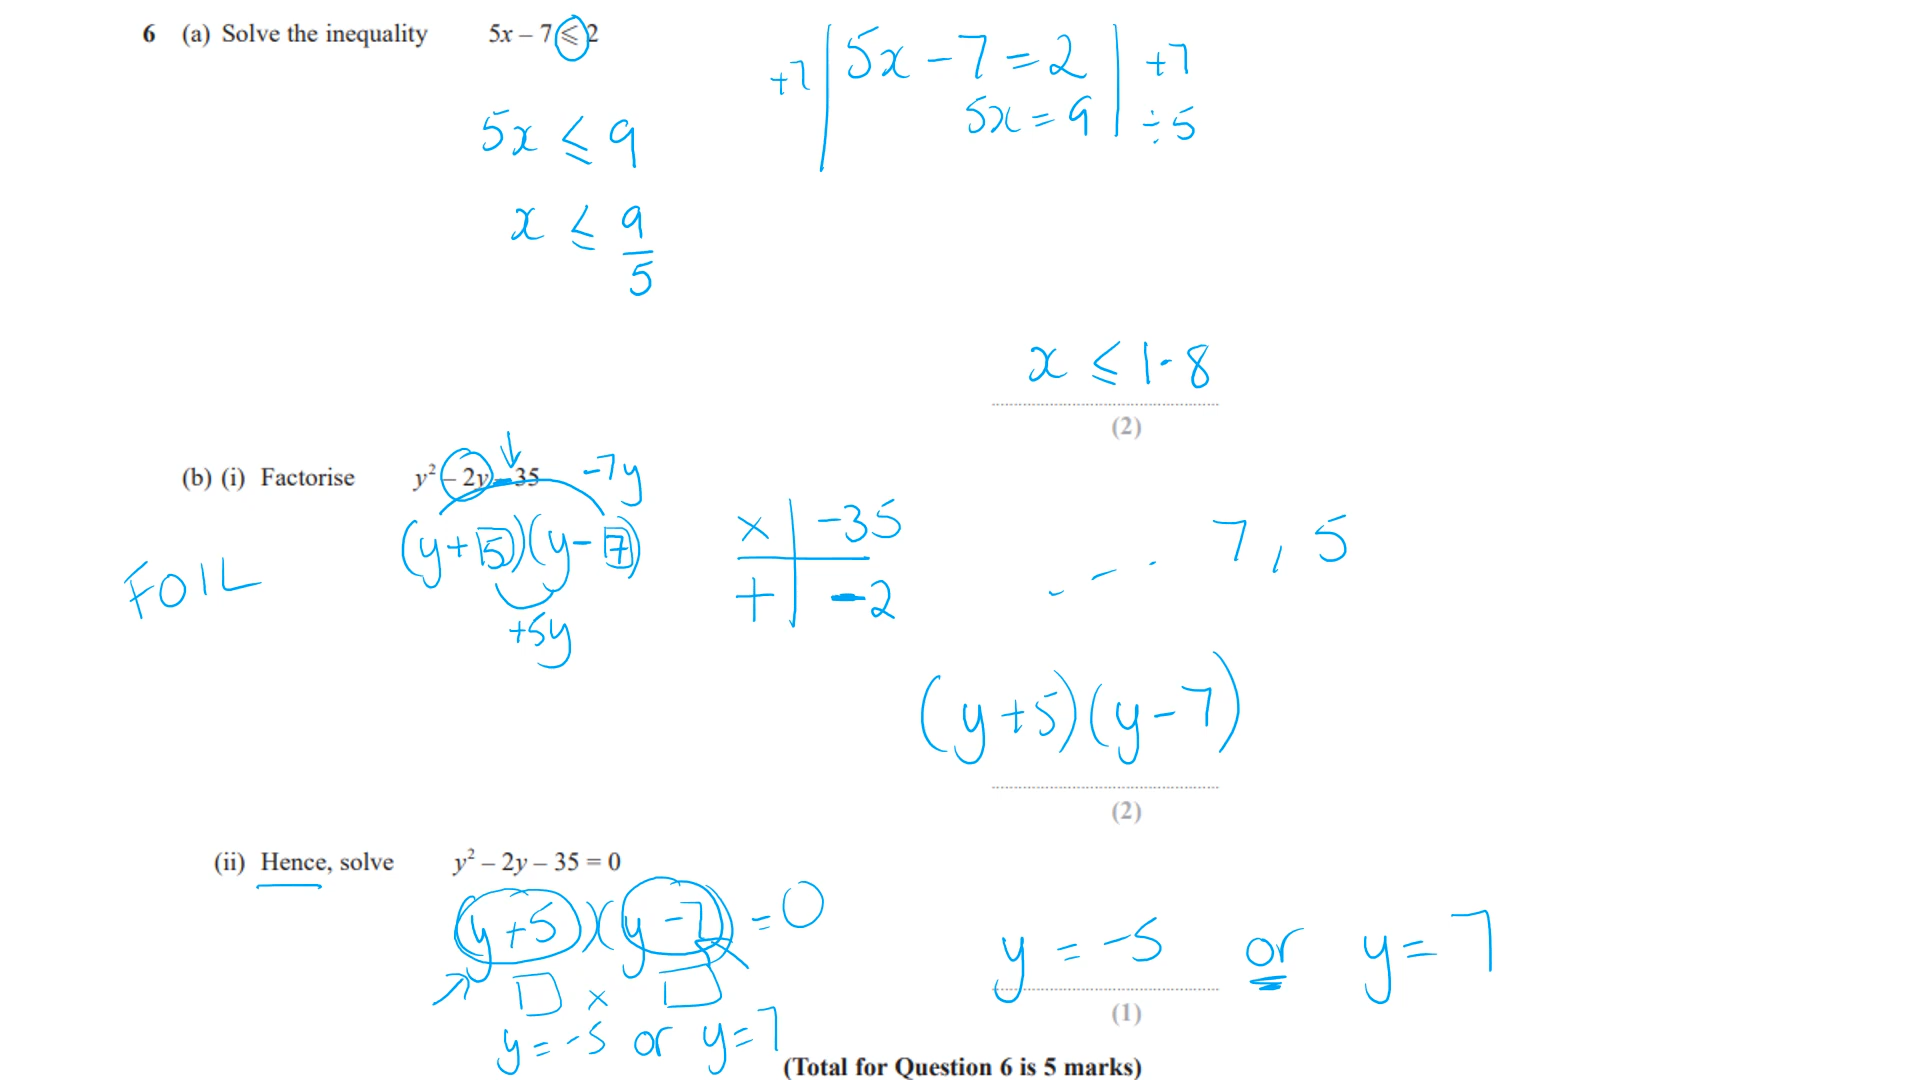 6 (a) Solve the inequality 5x – 7 ⩽ 2
+7 | 5x - 7 = 2 | +7
5x = 9 | ÷ 5
5x ≤ 9
x ≤ 9/5
x ≤ 1.8
(2)
(b) (i) Factorise y² – 2y – 35
-7y
(y+5)(y-7)
+5y
FOIL
× | -35
+ | -2
7, 5
(y+5)(y-7)
(2)
(ii) Hence, solve y² – 2y – 35 = 0
(y+5)(y-7) = 0
□ × □
y = -5 or y = 7
y = -5 or y = 7
(1)
(Total for Question 6 is 5 marks)